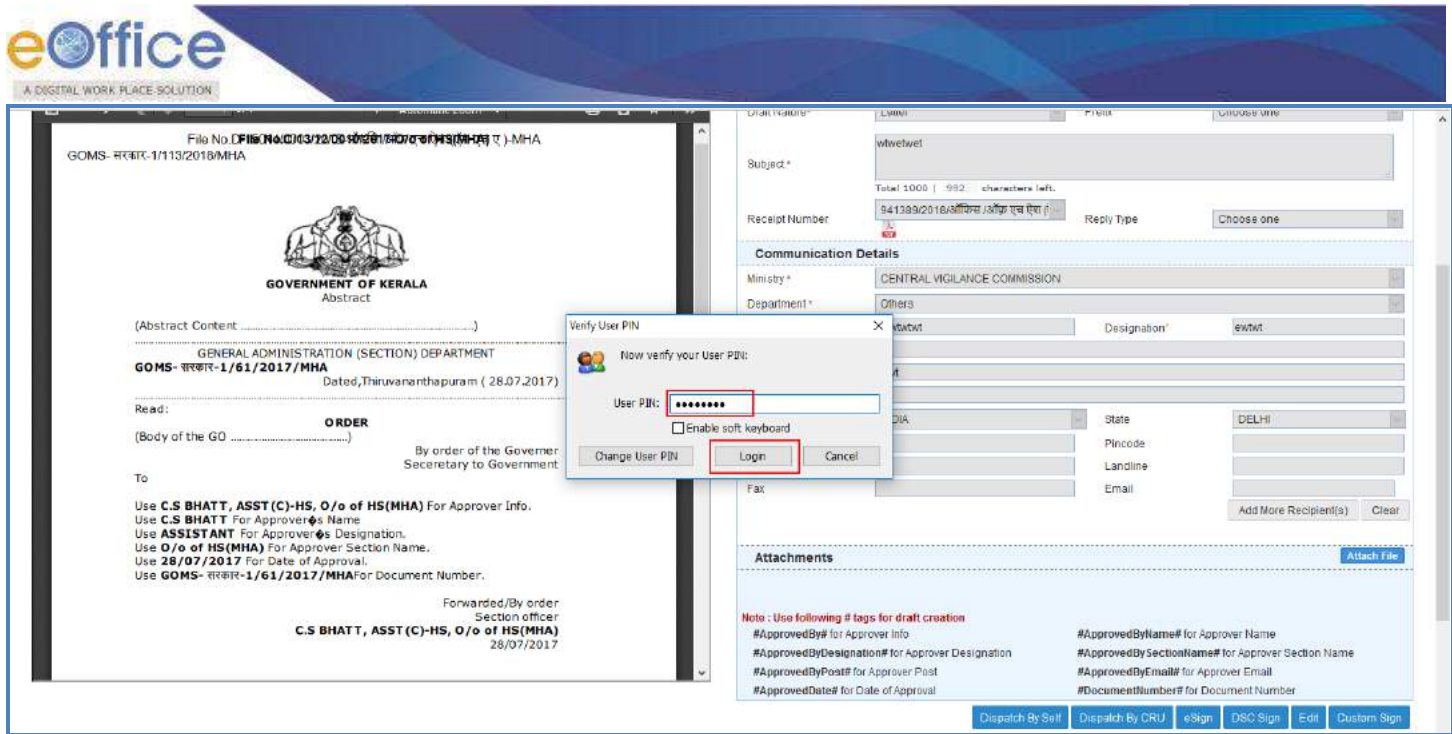 eOffice
A DIGITAL WORK PLACE SOLUTION
GOMS- सरकार-1/113/2018/MHA
GOVERNMENT OF KERALA
Abstract
(Abstract Content ..........................................................................)
GENERAL ADMINISTRATION (SECTION) DEPARTMENT
GOMS- सरकार-1/61/2017/MHA
Dated,Thiruvananthapuram ( 28.07.2017)
Read:
ORDER
(Body of the GO .....................................)
By order of the Governer
Seceretary to Government
To
Use C.S BHATT, ASST(C)-HS, O/o of HS(MHA) For Approver Info.
Use C.S BHATT For Approver�s Name
Use ASSISTANT For Approver�s Designation.
Use O/o of HS(MHA) For Approver Section Name.
Use 28/07/2017 For Date of Approval.
Use GOMS- सरकार-1/61/2017/MHAFor Document Number.
Forwarded/By order
Section officer
C.S BHATT, ASST(C)-HS, O/o of HS(MHA)
28/07/2017
Verify User PIN
Now verify your User PIN:
User PIN: ●●●●●●●●
Enable soft keyboard
Change User PIN Login Cancel
Choose one
Subject* wtwetwet
Total 1000 | 992 characters left.
Receipt Number 941389/2018/ऑफिस /ऑफ़ एच ऐस Reply Type Choose one
Communication Details
Ministry* CENTRAL VIGILANCE COMMISSION
Department* Others
Designation* ewtwt
State DELHI
Pincode
Landline
Fax Email
Add More Recipient(s) Clear
Attachments Attach File
Note : Use following # tags for draft creation
#ApprovedBy# for Approver Info #ApprovedByName# for Approver Name
#ApprovedByDesignation# for Approver Designation #ApprovedBySectionName# for Approver Section Name
#ApprovedByPost# for Approver Post #ApprovedByEmail# for Approver Email
#ApprovedDate# for Date of Approval #DocumentNumber# for Document Number
Dispatch By Self Dispatch By CRU eSign DSC Sign Edit Custom Sign